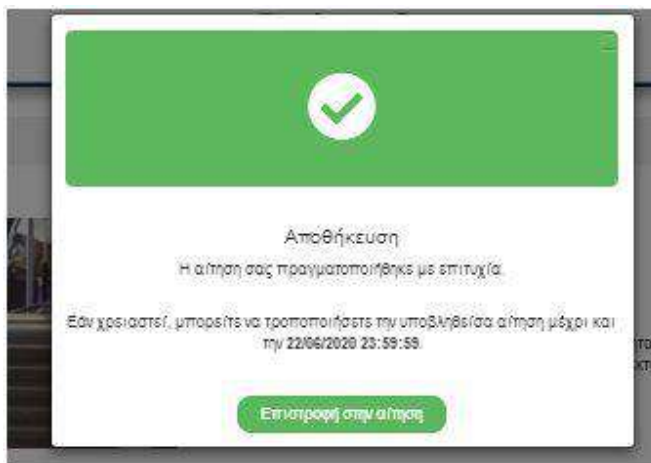 Αποθήκευση
Η αίτηση σας πραγματοποιήθηκε με επιτυχία.
Εάν χρειαστεί, μπορείτε να τροποποιήσετε την υποβληθείσα αίτηση μέχρι και
την 22/06/2020 23:59:59.
Επιστροφή στην αίτηση